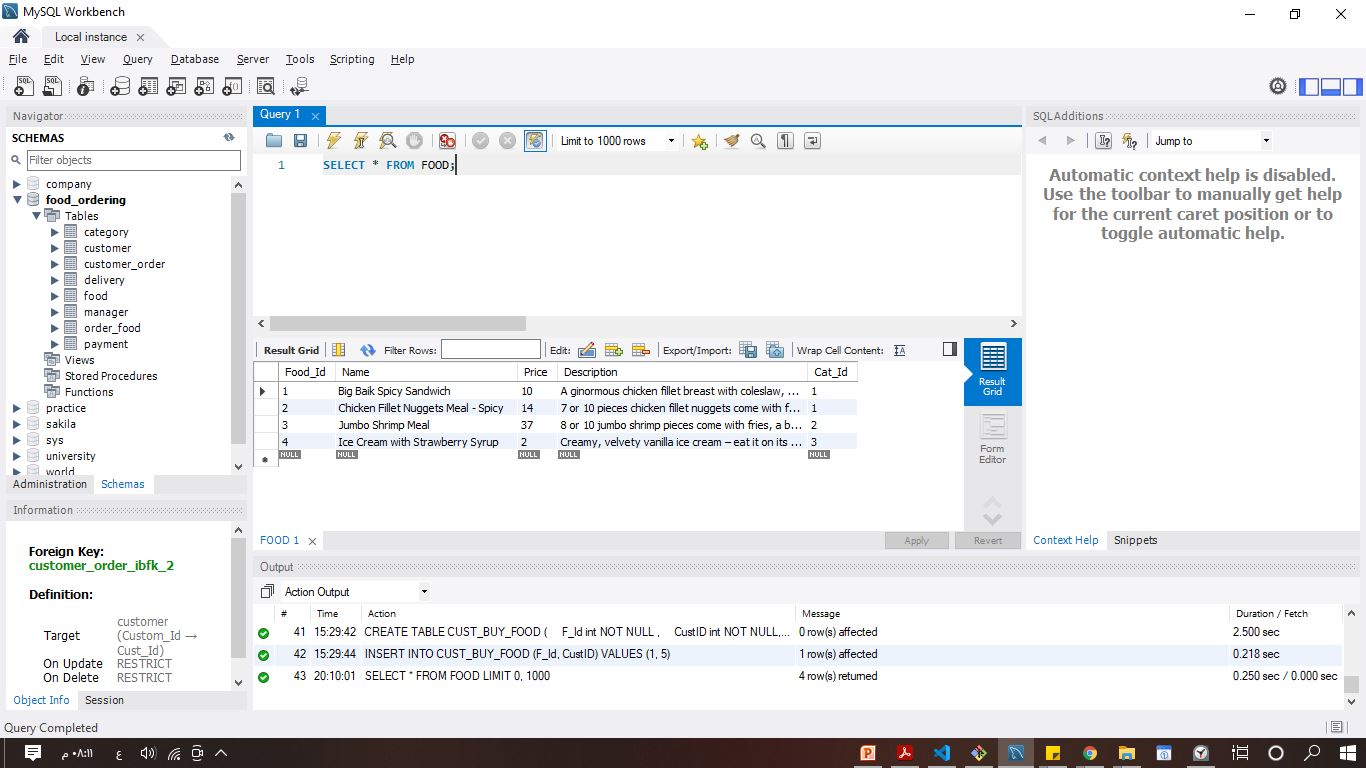 MySQL Workbench
Local instance
File Edit View Query Database Server Tools Scripting Help
Navigator
SCHEMAS
Filter objects
company
food_ordering
Tables
category
customer
customer_order
delivery
food
manager
order_food
payment
Views
Stored Procedures
Functions
practice
sakila
sys
university
world
Administration Schemas
Information
Foreign Key:
customer_order_ibfk_2
Definition:
Target customer
(Custom_Id →
Cust_Id)
On Update RESTRICT
On Delete RESTRICT
Object Info Session
Query 1
Limit to 1000 rows
1 SELECT * FROM FOOD;
Result Grid Filter Rows: Edit: Export/Import: Wrap Cell Content: IA
Food_Id Name Price Description Cat_Id
1 Big Baik Spicy Sandwich 10 A ginormous chicken fillet breast with coleslaw, ... 1
2 Chicken Fillet Nuggets Meal - Spicy 14 7 or 10 pieces chicken fillet nuggets come with f... 1
3 Jumbo Shrimp Meal 37 8 or 10 jumbo shrimp pieces come with fries, a b... 2
4 Ice Cream with Strawberry Syrup 2 Creamy, velvety vanilla ice cream – eat it on its ... 3
NULL NULL NULL NULL NULL
Result
Grid
Form
Editor
FOOD 1
Apply Revert
SQLAdditions
Jump to
Automatic context help is disabled.
Use the toolbar to manually get help
for the current caret position or to
toggle automatic help.
Context Help Snippets
Output
Action Output
# Time Action Message Duration / Fetch
41 15:29:42 CREATE TABLE CUST_BUY_FOOD ( F_Id int NOT NULL , CustID int NOT NULL,... 0 row(s) affected 2.500 sec
42 15:29:44 INSERT INTO CUST_BUY_FOOD (F_Id, CustID) VALUES (1, 5) 1 row(s) affected 0.218 sec
43 20:10:01 SELECT * FROM FOOD LIMIT 0, 1000 4 row(s) returned 0.250 sec / 0.000 sec
Query Completed
٠٨:١١ م ع